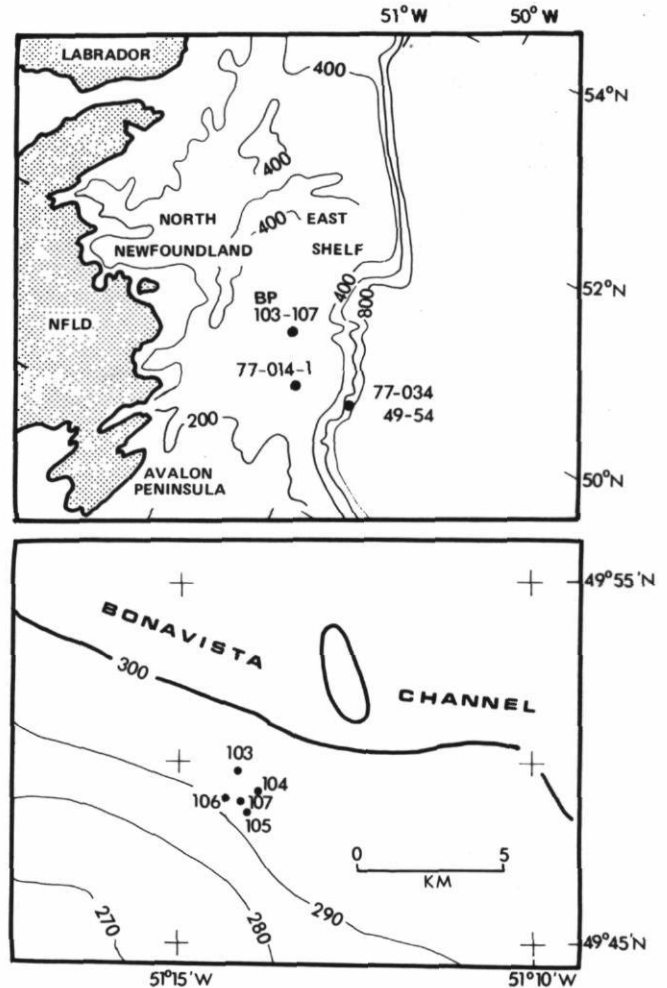 51° W 50° W
LABRADOR
400
54°N
400
NORTH EAST
400
NEWFOUNDLAND SHELF
52°N
400
800
BP
103-107
NFLD.
77-014-1
77-034
49-54
200
50°N
AVALON
PENINSULA
49°55'N
BONAVISTA
300
CHANNEL
103
104
106
107
105
0 5
KM
290
270
280
49°45'N
51°15'W 51°10'W